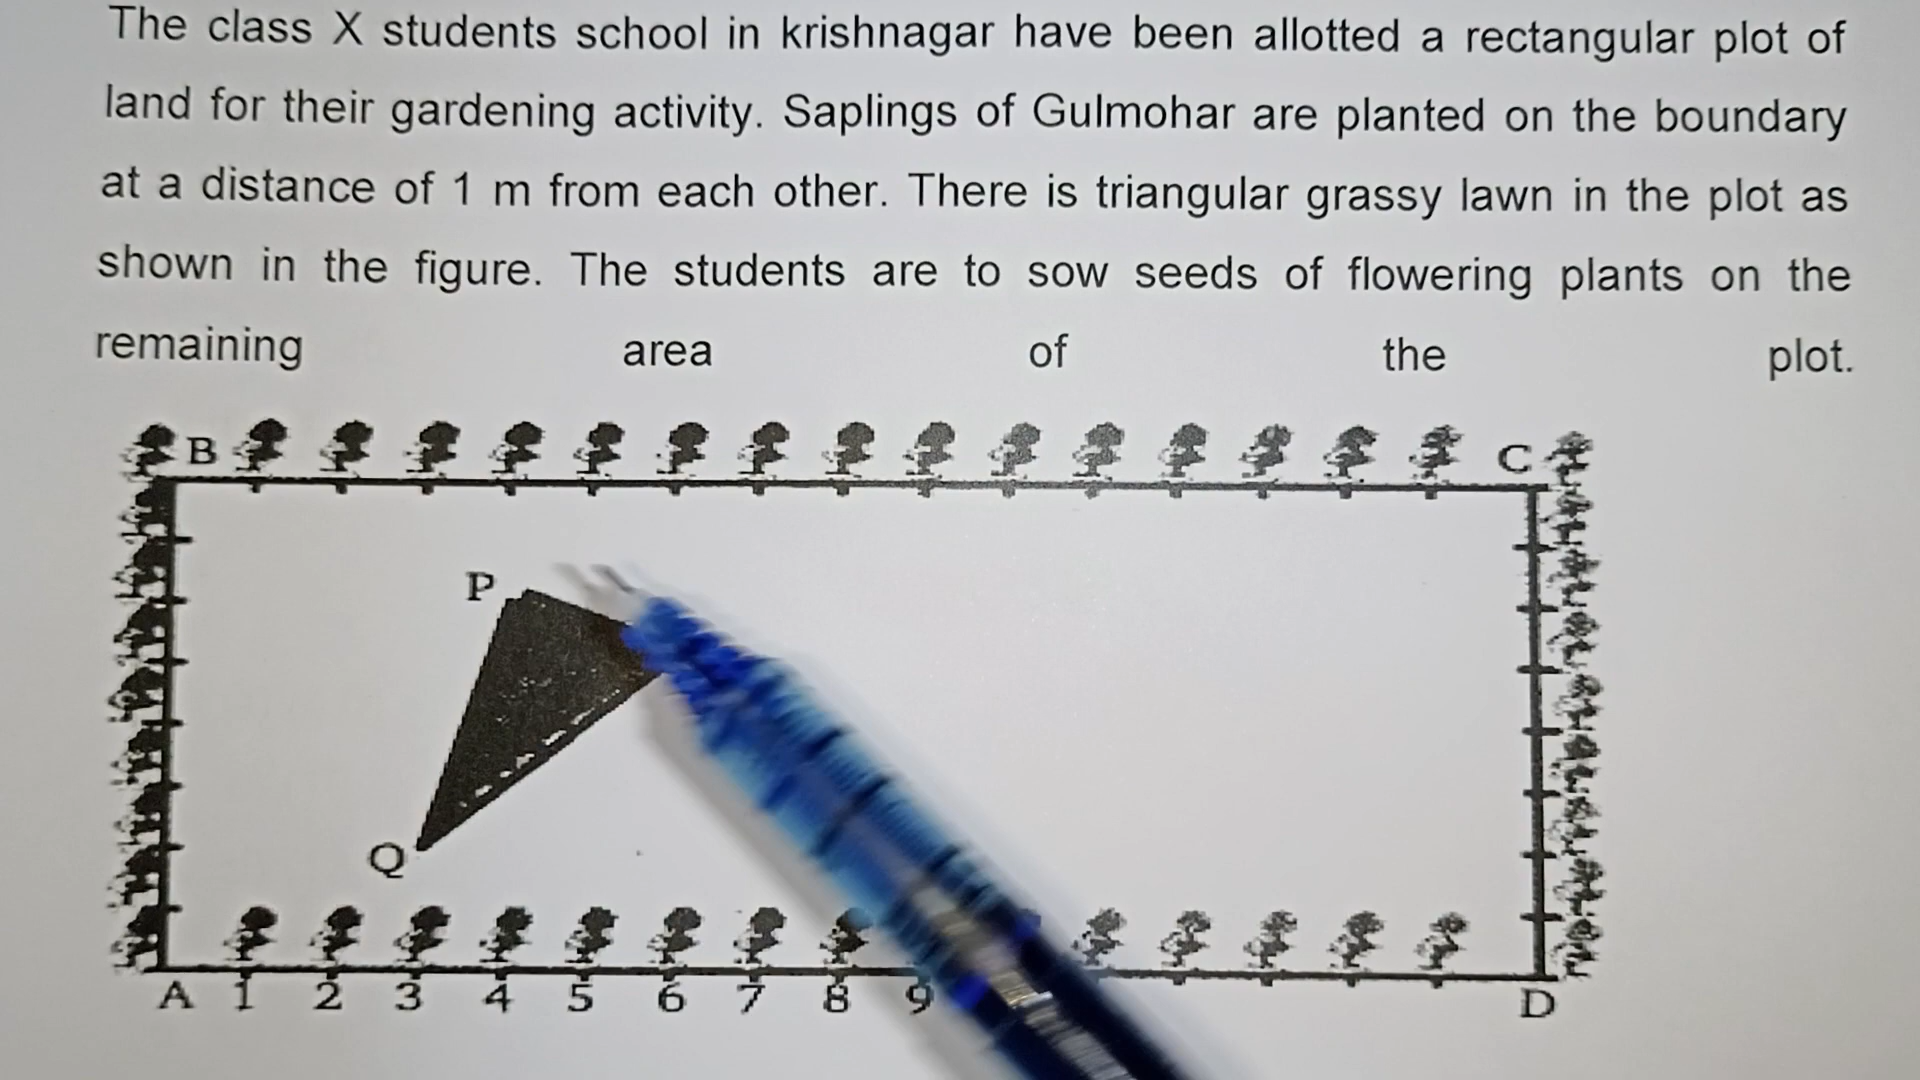 The class X students school in krishnagar have been allotted a rectangular plot of
land for their gardening activity. Saplings of Gulmohar are planted on the boundary
at a distance of 1 m from each other. There is triangular grassy lawn in the plot as
shown in the figure. The students are to sow seeds of flowering plants on the
remaining area of the plot.
B C
P
Q
A 1 2 3 4 5 6 7 8 9 D